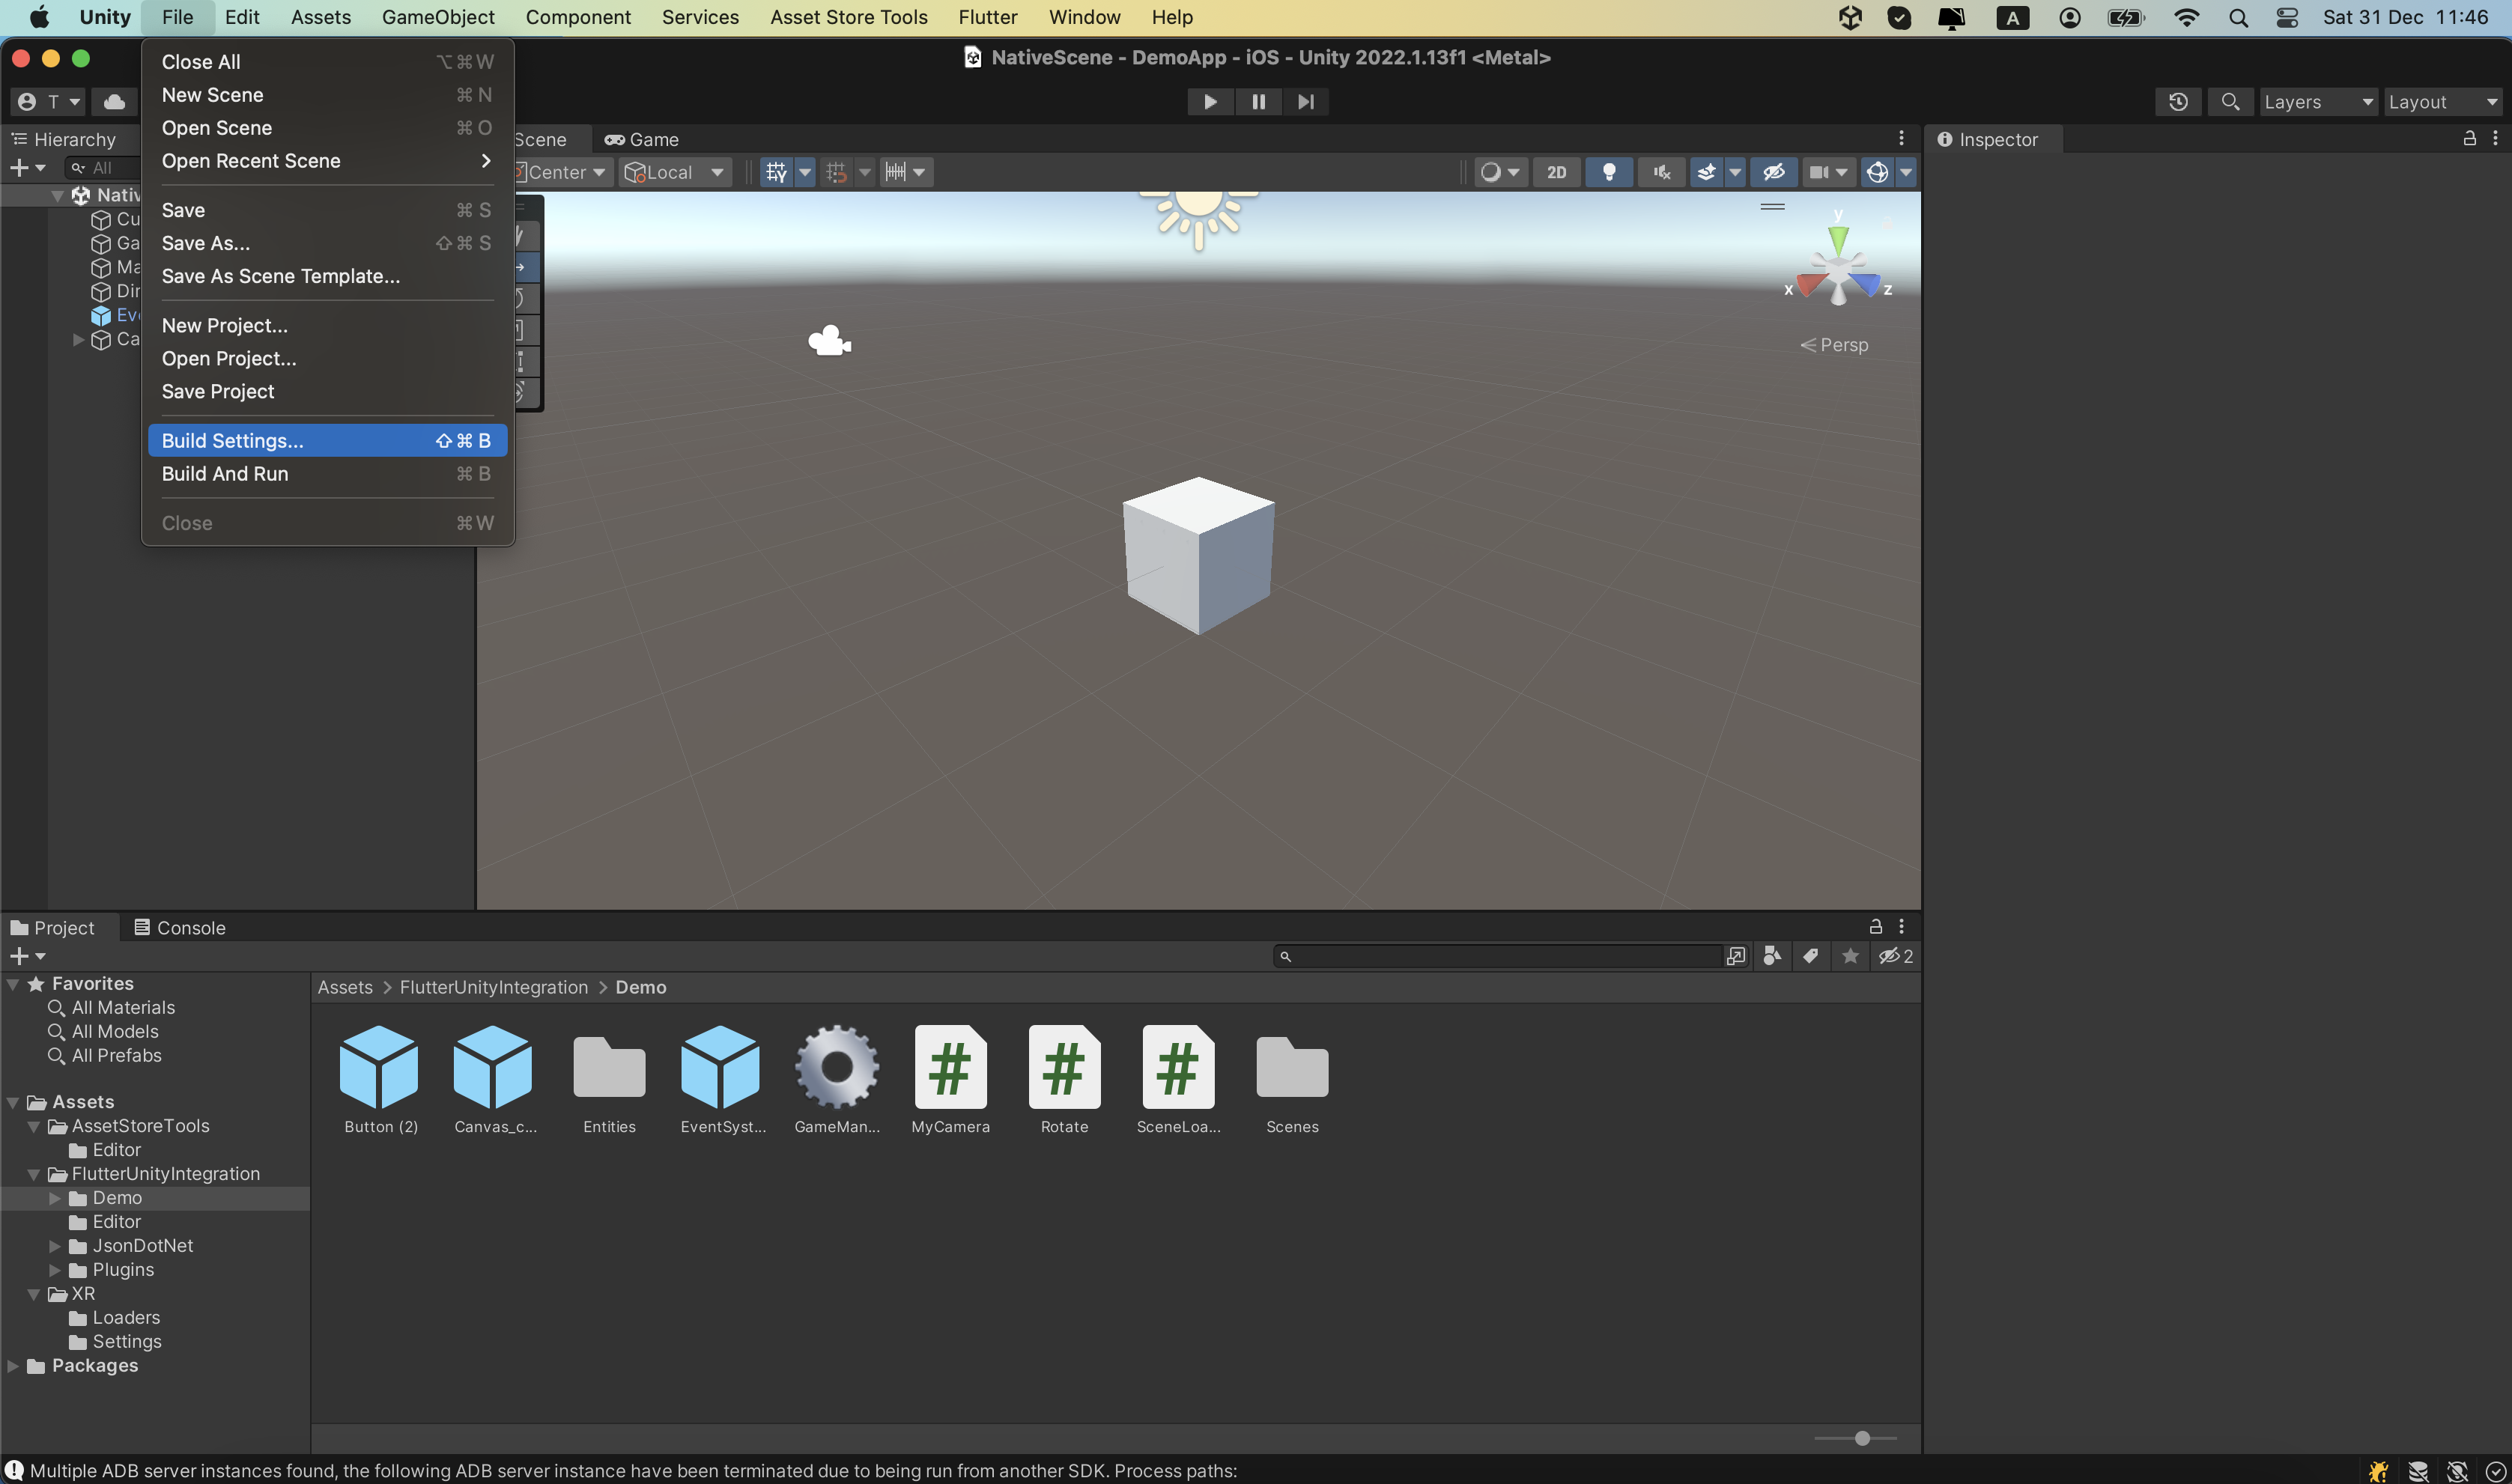 Unity File Edit Assets GameObject Component Services Asset Store Tools Flutter Window Help A Sat 31 Dec 11:46
NativeScene - DemoApp - iOS - Unity 2022.1.13f1 <Metal>
T Layers Layout
Close All ⌥⌘W
New Scene ⌘N
Open Scene ⌘O
Open Recent Scene
Save ⌘S
Save As... ⇧⌘S
Save As Scene Template...
New Project...
Open Project...
Save Project
Build Settings... ⇧⌘B
Build And Run ⌘B
Close ⌘W
Hierarchy
All
Nativ
Cu
Ga
Ma
Dir
Eve
Ca
Scene Game
Center Local 2D
y
x z
Persp
Inspector
Project Console
2
Favorites
All Materials
All Models
All Prefabs
Assets
AssetStoreTools
Editor
FlutterUnityIntegration
Demo
Editor
JsonDotNet
Plugins
XR
Loaders
Settings
Packages
Assets > FlutterUnityIntegration > Demo
Button (2) Canvas_c... Entities EventSyst... GameMan... MyCamera Rotate SceneLoa... Scenes
Multiple ADB server instances found, the following ADB server instance have been terminated due to being run from another SDK. Process paths: